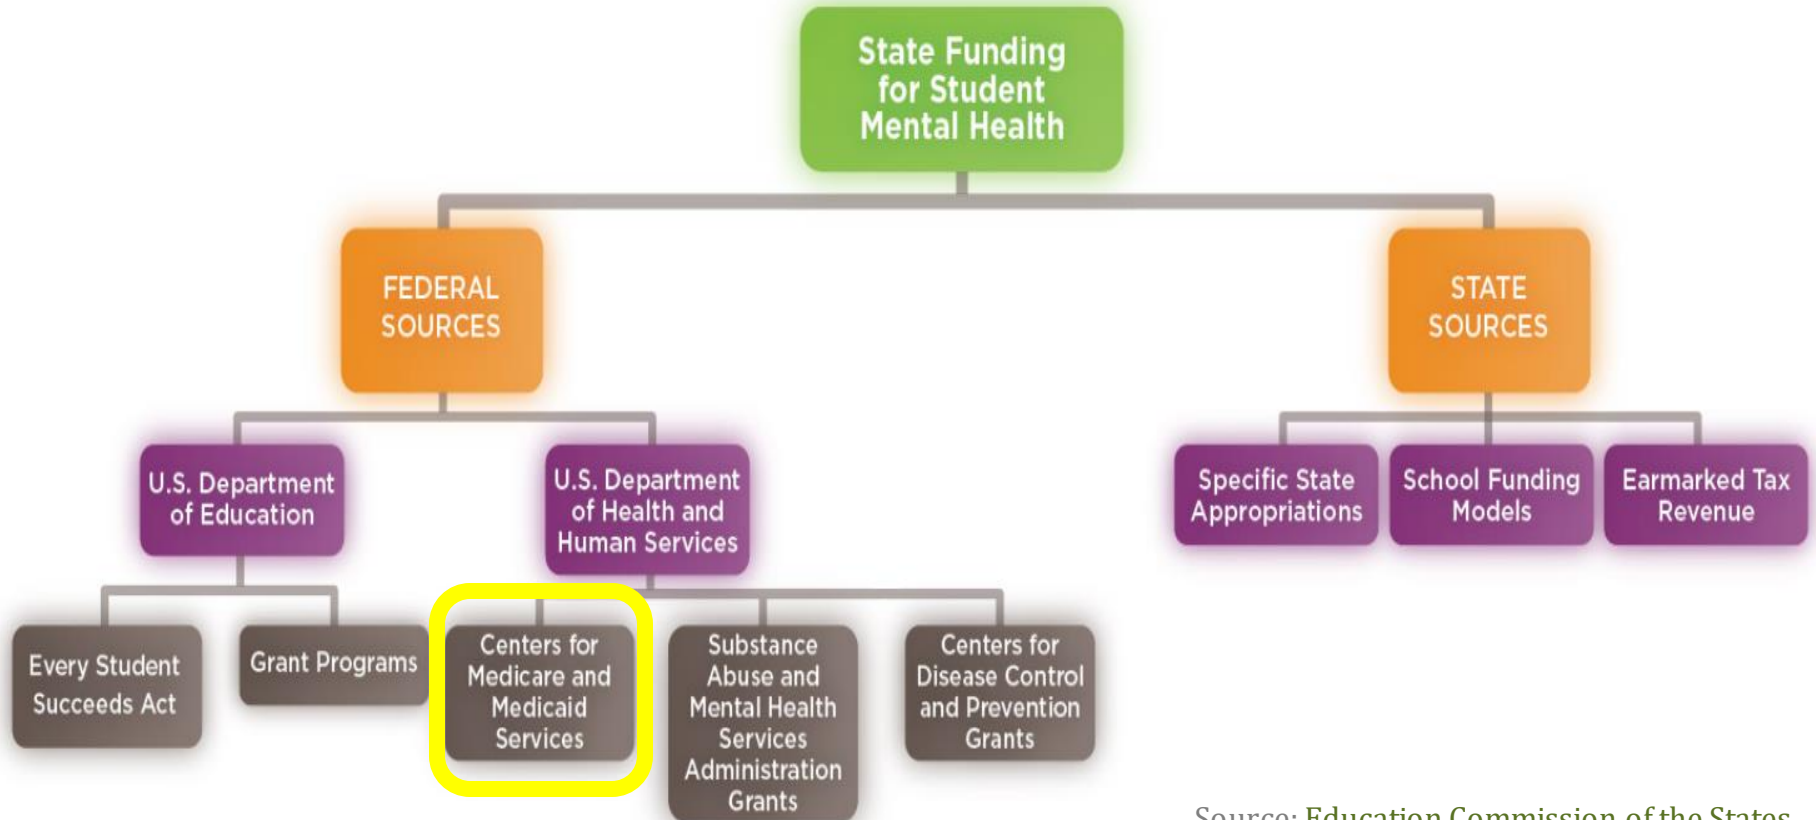 State Funding
for Student
Mental Health
FEDERAL
SOURCES
STATE
SOURCES
U.S. Department
of Education
U.S. Department
of Health and
Human Services
Specific State
Appropriations
School Funding
Models
Earmarked Tax
Revenue
Every Student
Succeeds Act
Grant Programs
Centers for
Medicare and
Medicaid
Services
Substance
Abuse and
Mental Health
Services
Administration
Grants
Centers for
Disease Control
and Prevention
Grants
Source: Education Commission of the States